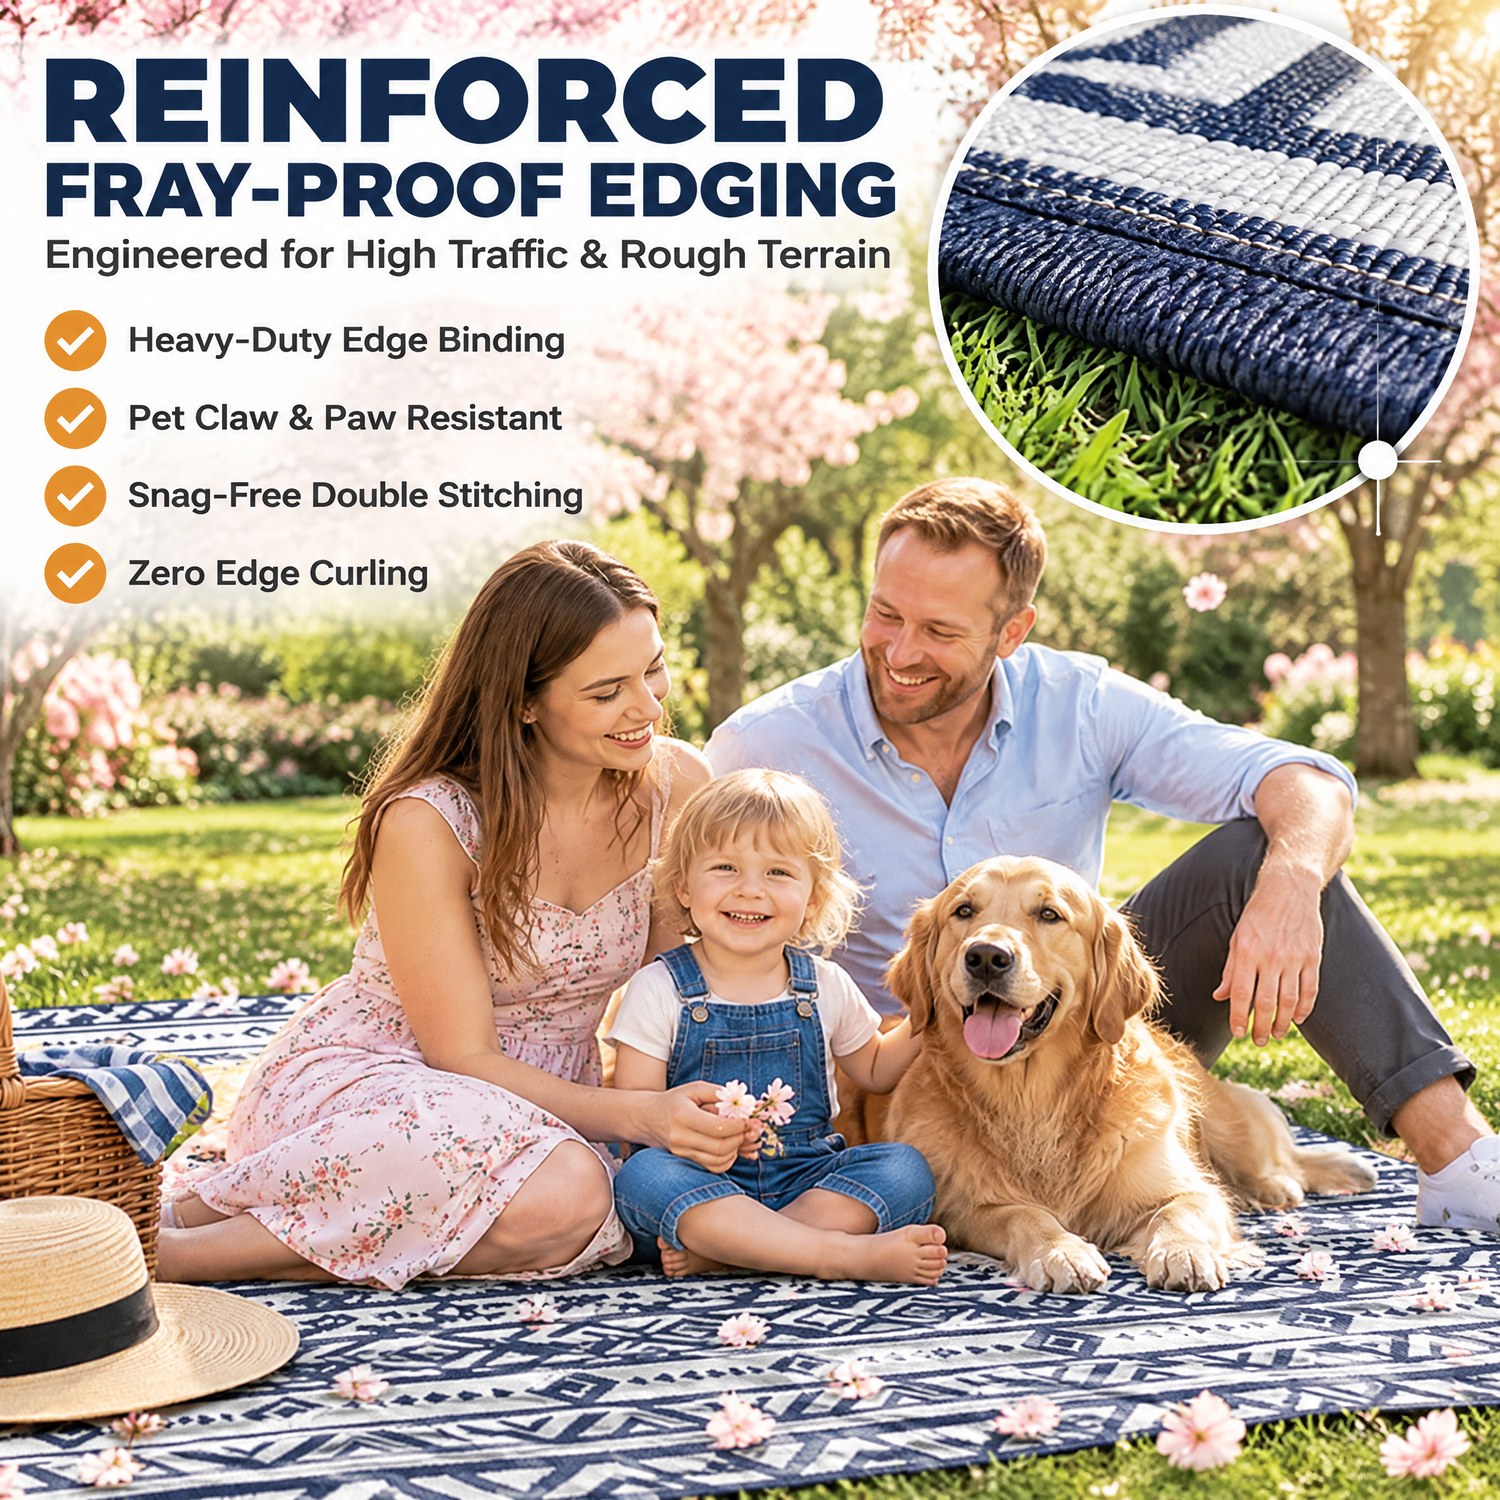 REINFORCED
FRAY-PROOF EDGING
Engineered for High Traffic & Rough Terrain
Heavy-Duty Edge Binding
Pet Claw & Paw Resistant
Snag-Free Double Stitching
Zero Edge Curling